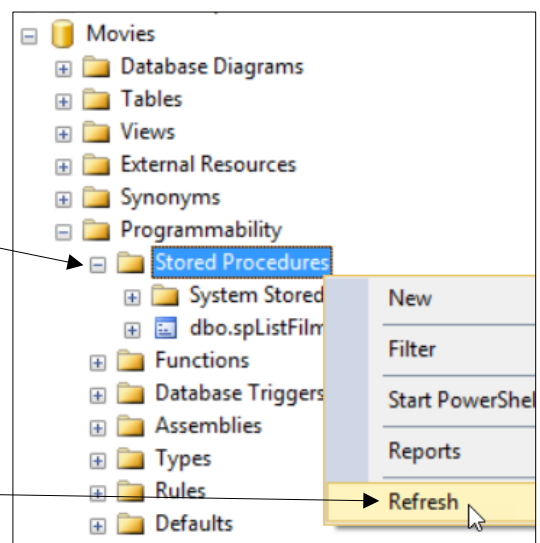 Movies
Database Diagrams
Tables
Views
External Resources
Synonyms
Programmability
Stored Procedures
System Stored
dbo.spListFilm
Functions
Database Triggers
Assemblies
Types
Rules
Defaults
New
Filter
Start PowerShel
Reports
Refresh